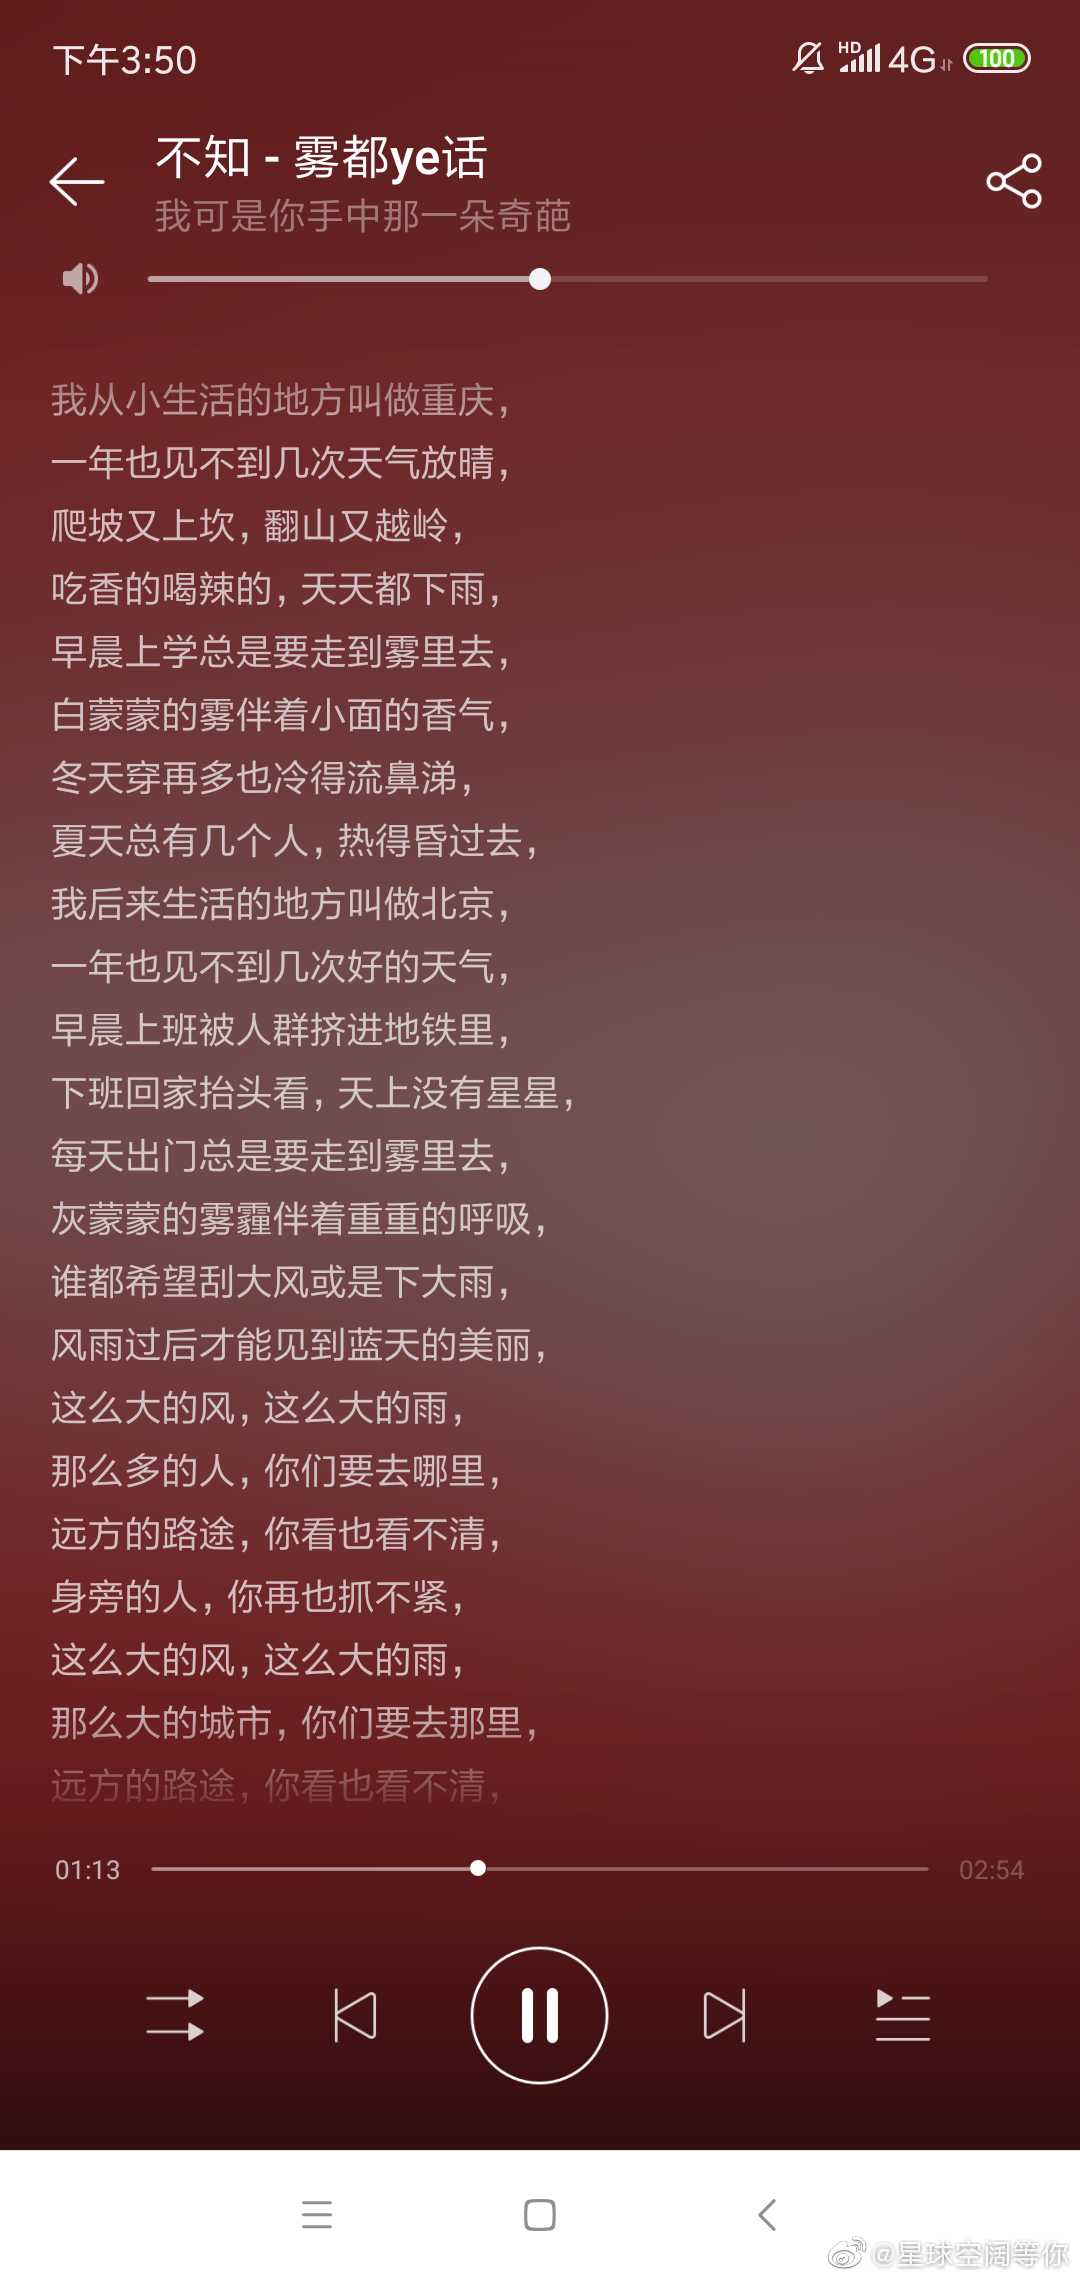 下午3:50
HD 4G 100
不知 - 雾都ye话
我可是你手中那一朵奇葩
我从小生活的地方叫做重庆，
一年也见不到几次天气放晴，
爬坡又上坎，翻山又越岭，
吃香的喝辣的，天天都下雨，
早晨上学总是要走到雾里去，
白蒙蒙的雾伴着小面的香气，
冬天穿再多也冷得流鼻涕，
夏天总有几个人，热得昏过去，
我后来生活的地方叫做北京，
一年也见不到几次好的天气，
早晨上班被人群挤进地铁里，
下班回家抬头看，天上没有星星，
每天出门总是要走到雾里去，
灰蒙蒙的雾霾伴着重重的呼吸，
谁都希望刮大风或是下大雨，
风雨过后才能见到蓝天的美丽，
这么大的风，这么大的雨，
那么多的人，你们要去哪里，
远方的路途，你看也看不清，
身旁的人，你再也抓不紧，
这么大的风，这么大的雨，
那么大的城市，你们要去那里，
远方的路途，你看也看不清，
01:13
02:54
@星球空阔等你